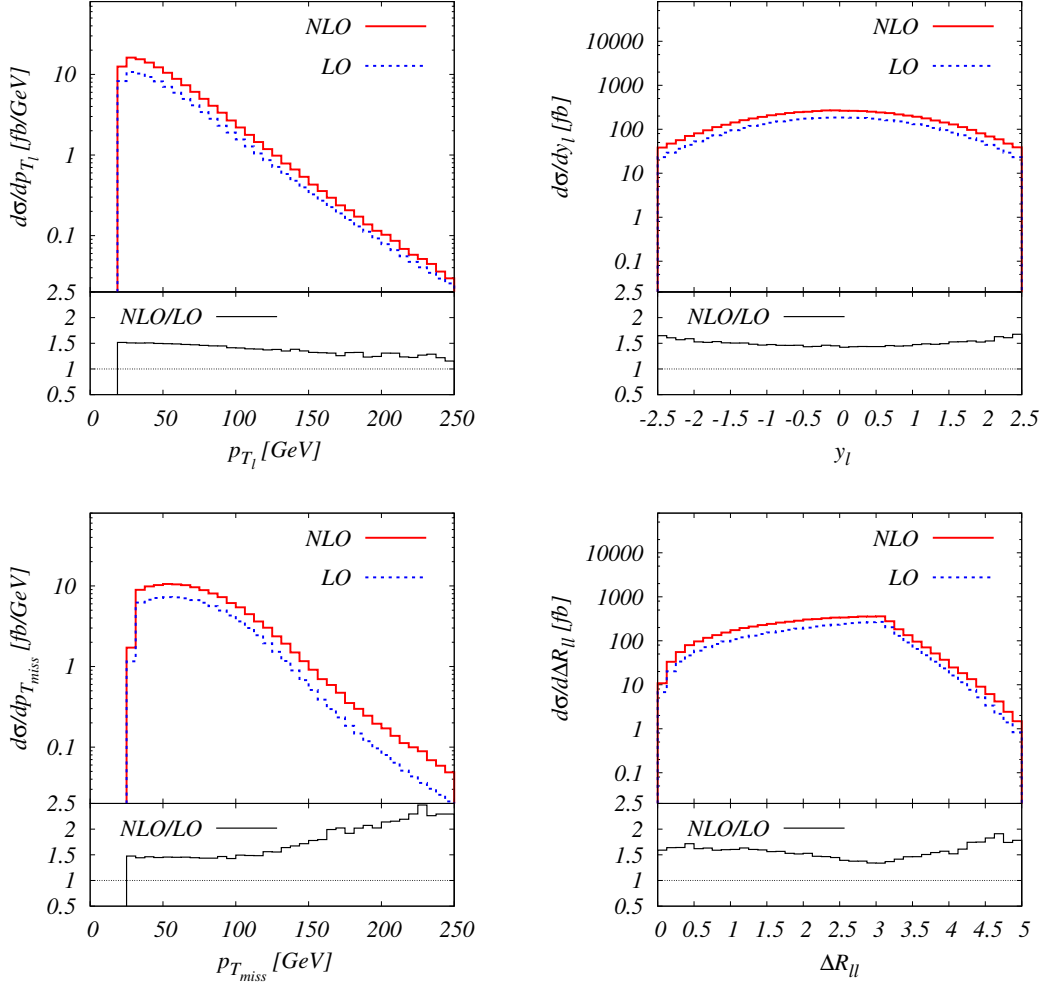 NLO
LO
10
1
0.1
dσ/dp_{T_l} [fb/GeV]
2.5
2
1.5
1
0.5
NLO/LO
0 50 100 150 200 250
p_{T_l} [GeV]
NLO
LO
10000
1000
100
10
1
0.1
dσ/dy_l [fb]
2.5
2
1.5
1
0.5
NLO/LO
-2.5 -2 -1.5 -1 -0.5 0 0.5 1 1.5 2 2.5
y_l
NLO
LO
10
1
0.1
dσ/dp_{T_{miss}} [fb/GeV]
2.5
2
1.5
1
0.5
NLO/LO
0 50 100 150 200 250
p_{T_{miss}} [GeV]
NLO
LO
10000
1000
100
10
1
0.1
dσ/dΔR_{ll} [fb]
2.5
2
1.5
1
0.5
NLO/LO
0 0.5 1 1.5 2 2.5 3 3.5 4 4.5 5
ΔR_{ll}